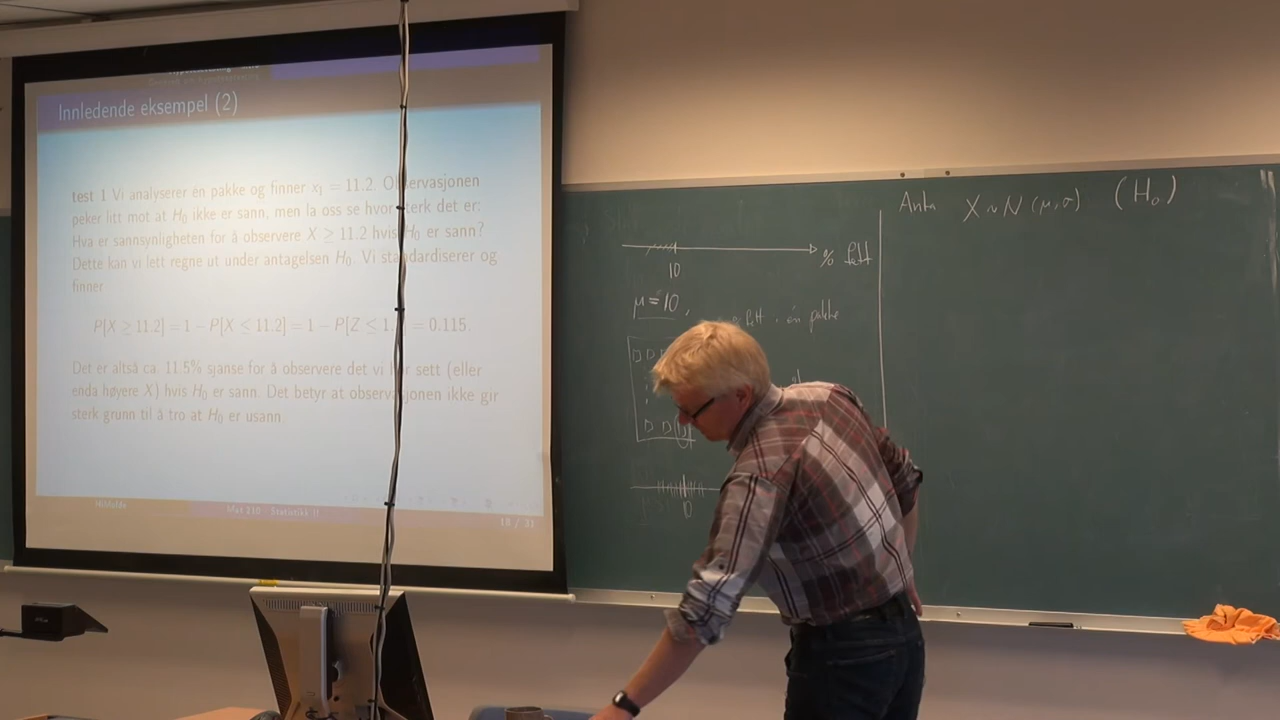 Innledende eksempel (2)
test 1 Vi analyserer en pakke og finner x₁ = 11.2. Observasjonen
peker litt mot at H₀ ikke er sann, men la oss se hvor sterk det er:
Hva er sannsynligheten for å observere X ≥ 11.2 hvis H₀ er sann?
Dette kan vi lett regne ut under antagelsen H₀. Vi standardiserer og
finner
P[X ≥ 11.2] = 1 − P[X ≤ 11.2] = 1 − P[Z ≤ 1. = 0.115.
Det er altså ca. 11.5% sjanse for å observere det vi har sett (eller
enda høyere X) hvis H₀ er sann. Det betyr at observasjonen ikke gir
sterk grunn til å tro at H₀ er usann.
Mat 210 - Statistikk II
18 / 31
% fett
10
μ = 10,
fett i én pakke
D D
D D D
10
Anta X ~ N(μ,σ) (H₀)